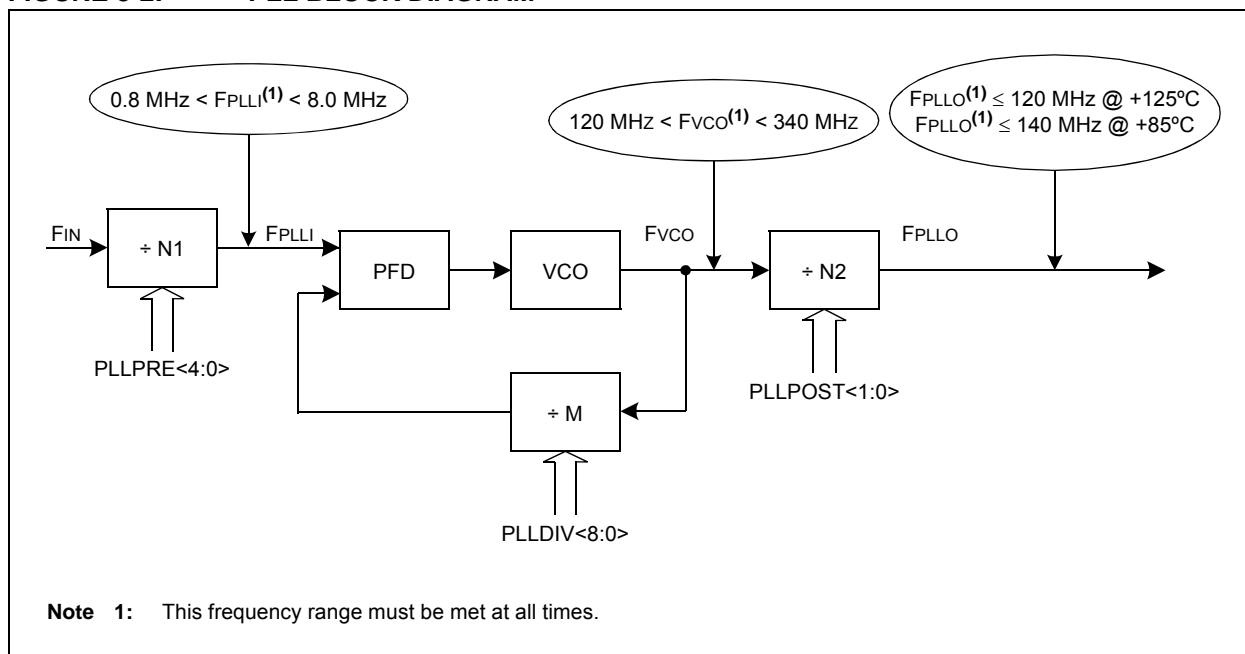 0.8 MHz < FPLLI(1) < 8.0 MHz
120 MHz < FVCO(1) < 340 MHz
FPLLO(1) ≤ 120 MHz @ +125ºC
FPLLO(1) ≤ 140 MHz @ +85ºC
FIN
÷ N1
FPLLI
PFD
VCO
FVCO
÷ N2
FPLLO
PLLPRE<4:0>
÷ M
PLLPOST<1:0>
PLLDIV<8:0>
Note 1: This frequency range must be met at all times.